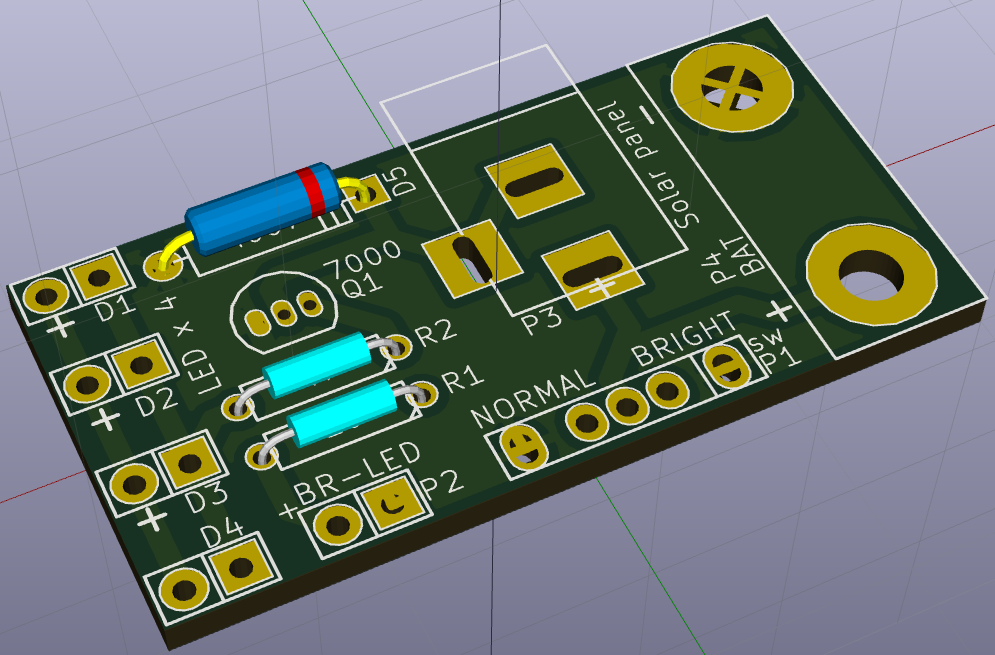 D5
Solar panel
−
7000
Q1
D1
+
LED x 4
D2
+
D3
+
D4
R2
R1
+BR-LED
P2
P3
+
P4
BAT
+
NORMAL
BRIGHT
SW
P1